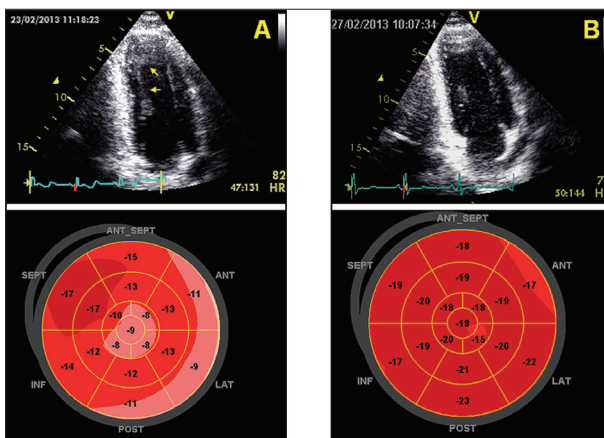 23/02/2013 11:18:23
V
A
5
10
15
82
HR
47:131
27/02/2013 10:07:34
V
B
5
10
15
7
H
50:144
ANT_SEPT
SEPT
ANT
-15
-17
-13
-11
-17
-13
-10
-8
-9
-12
-8
-8
-13
-14
-9
-12
-11
INF
LAT
POST
ANT_SEPT
SEPT
ANT
-18
-19
-19
-17
-20
-18
-18
-19
-18
-21
-20
-15
-20
-17
-22
-21
-23
INF
LAT
POST